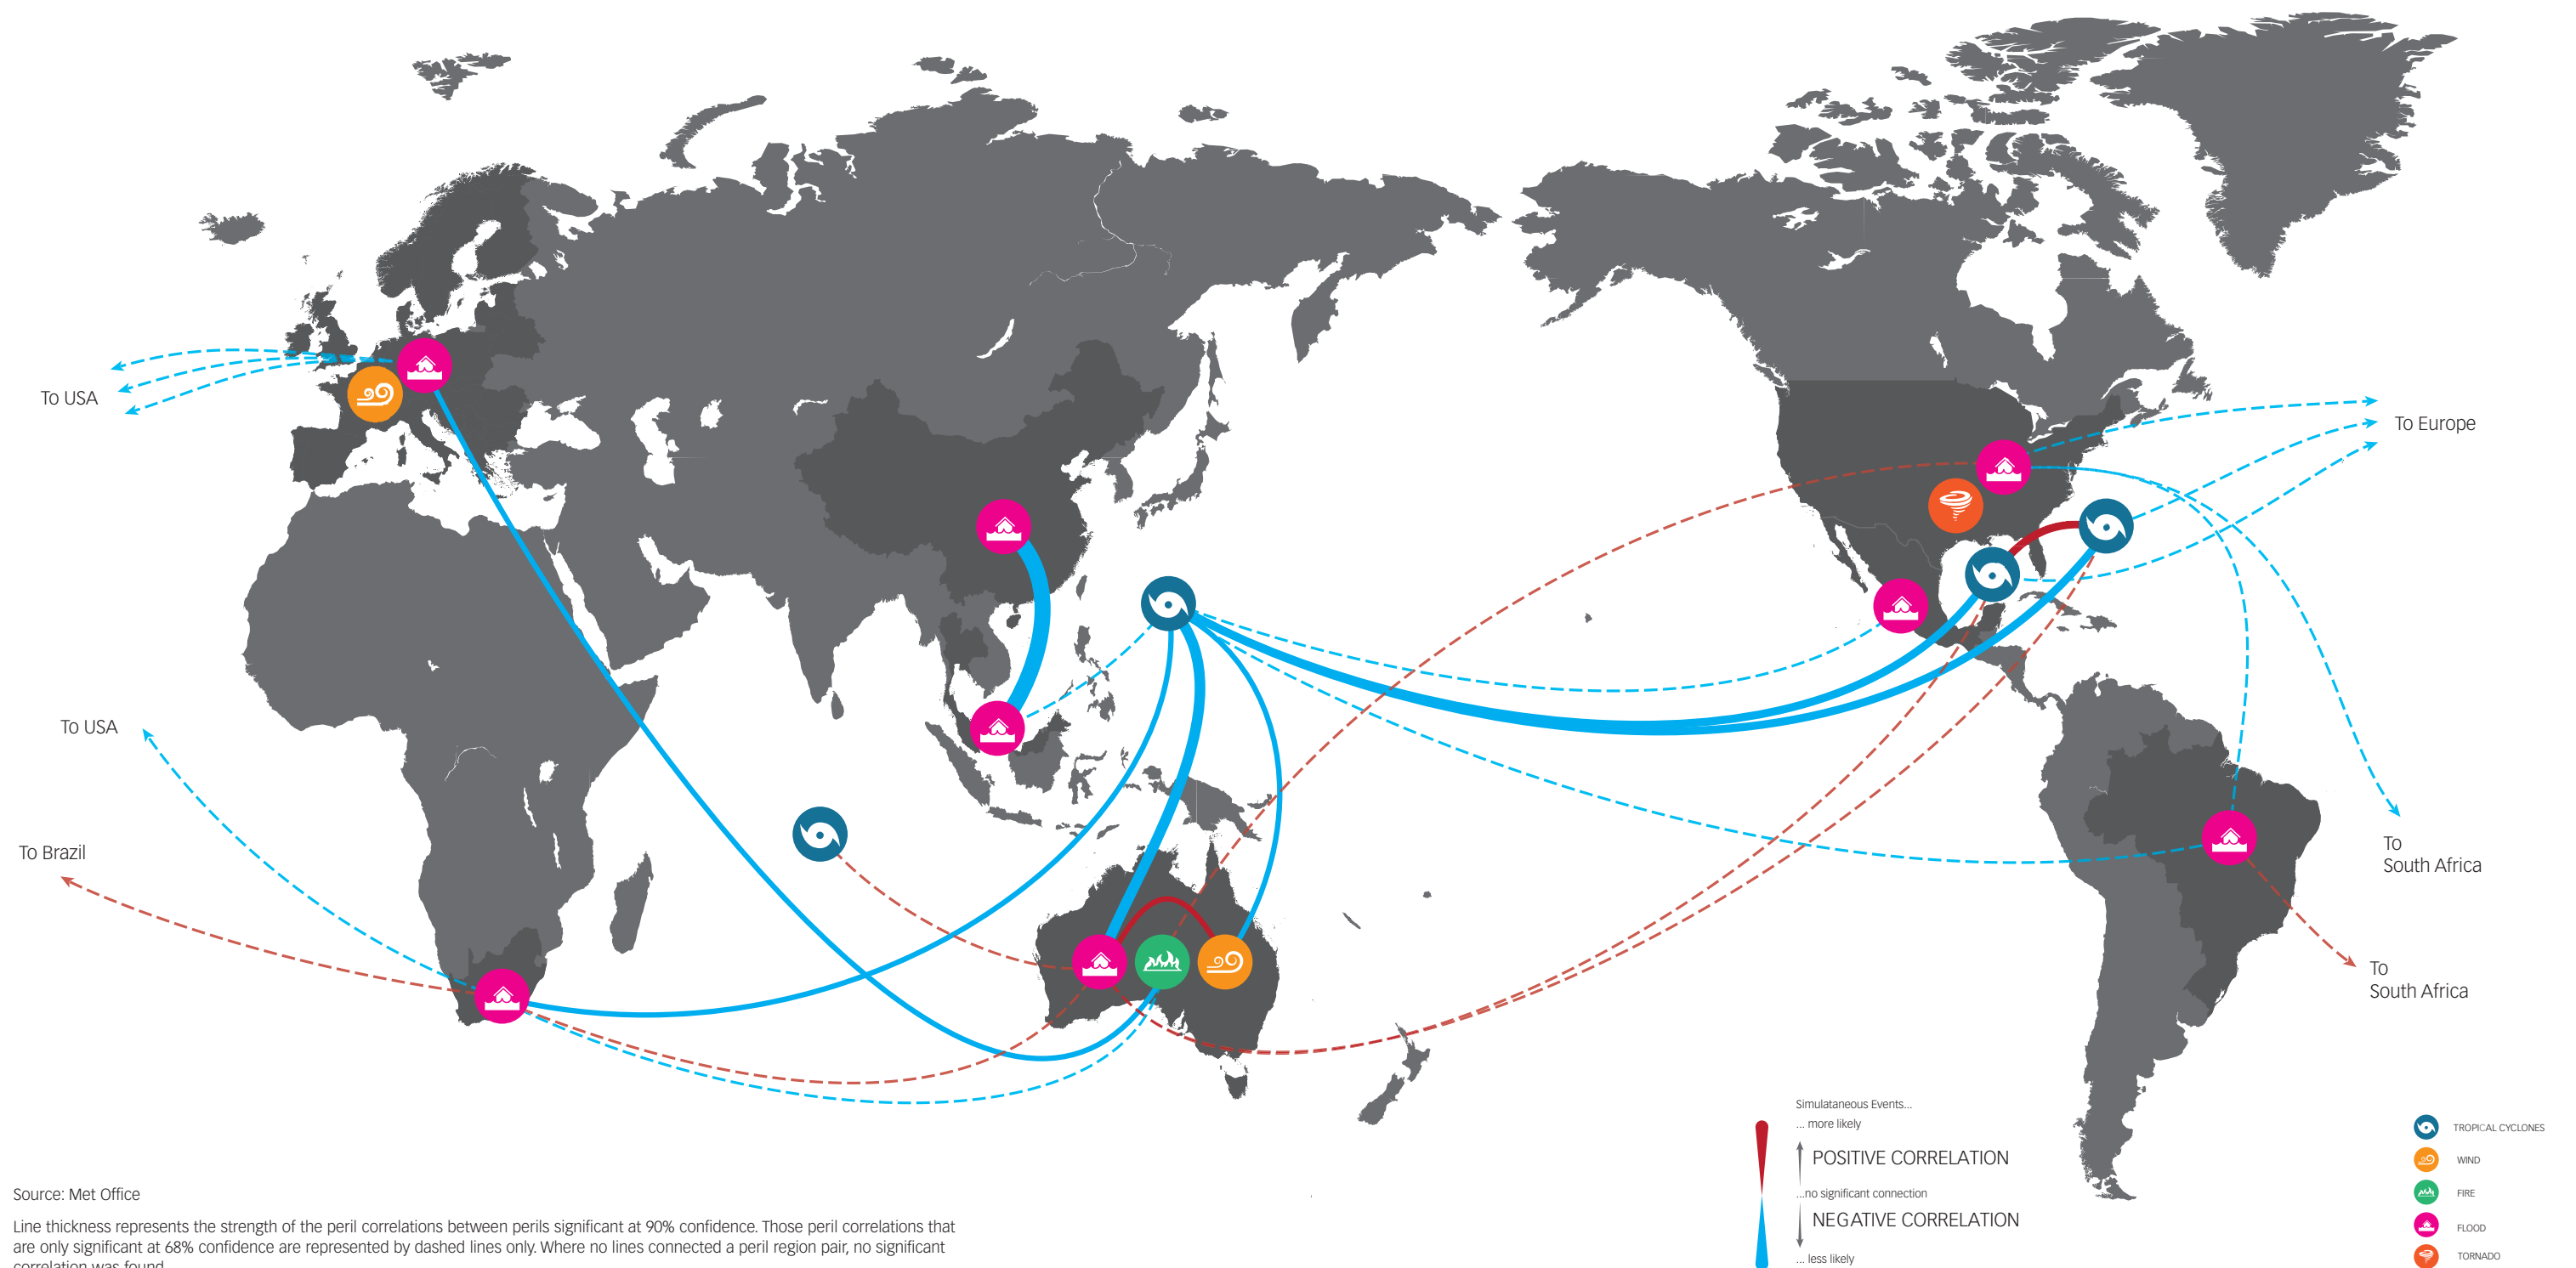 To USA
To Europe
To USA
To Brazil
To
South Africa
To
South Africa
Simulataneous Events...
... more likely
POSITIVE CORRELATION
...no significant connection
NEGATIVE CORRELATION
... less likely
TROPICAL CYCLONES
WIND
FIRE
FLOOD
TORNADO
Source: Met Office
Line thickness represents the strength of the peril correlations between perils significant at 90% confidence. Those peril correlations that
are only significant at 68% confidence are represented by dashed lines only. Where no lines connected a peril region pair, no significant
correlation was found